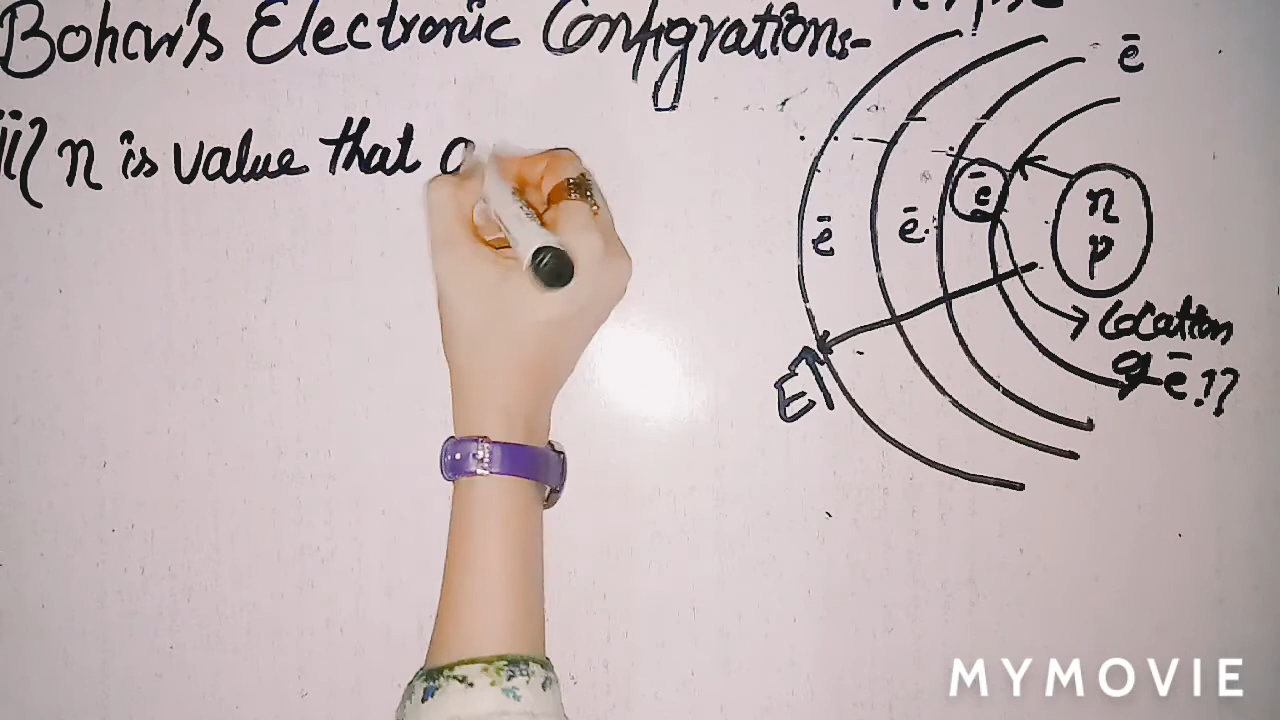 Bohar's Electronic Configrations:-
ii} n is value that
ē
ē
n
p
ē
ē
location
of ē!?
E
MYMOVIE